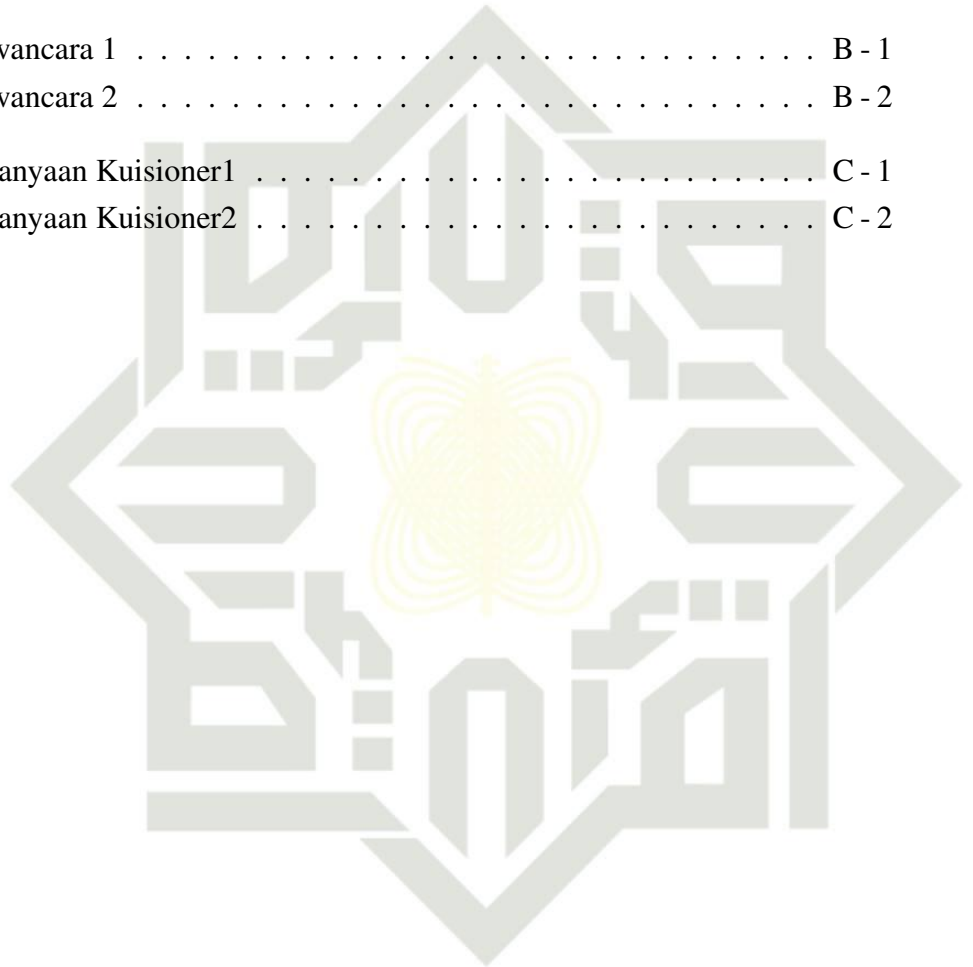 wancara 1 . . . . . . . . . . . . . . . . . . . . . . . . . . . . . B - 1
wancara 2 . . . . . . . . . . . . . . . . . . . . . . . . . . . . . B - 2
anyaan Kuisioner1 . . . . . . . . . . . . . . . . . . . . . . . . C - 1
anyaan Kuisioner2 . . . . . . . . . . . . . . . . . . . . . . . . C - 2